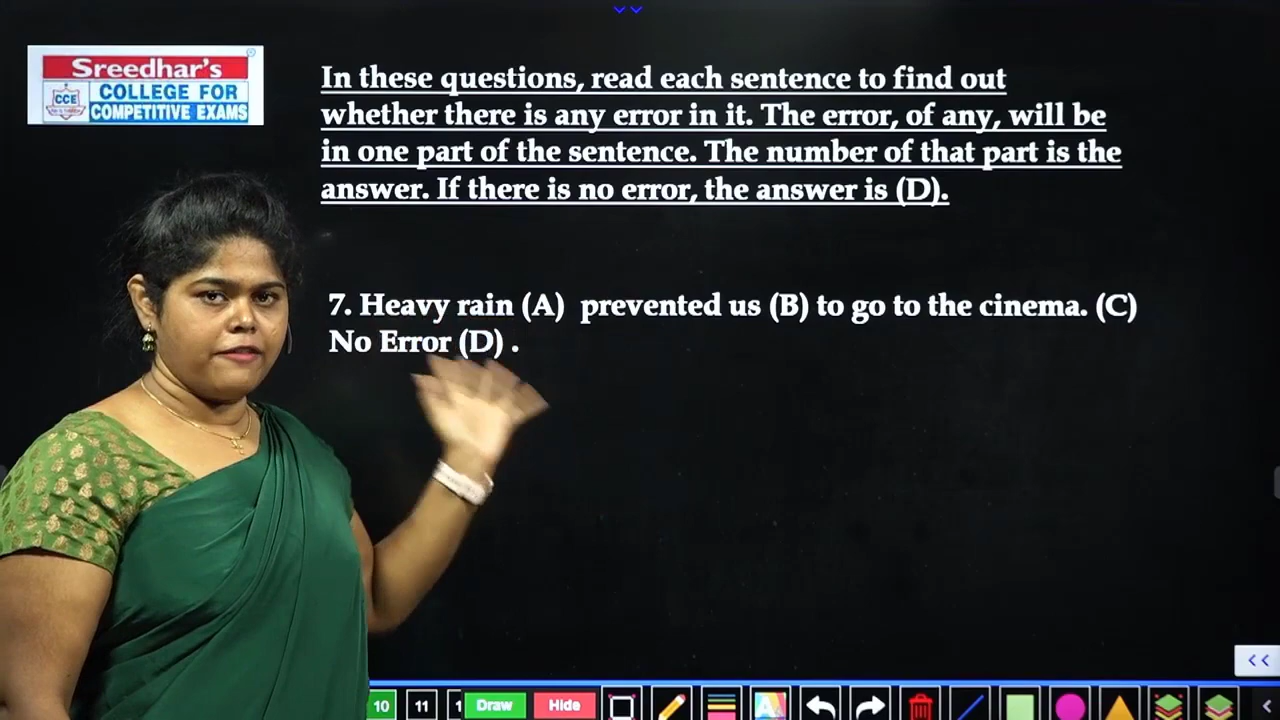 Sreedhar's
CCE
COLLEGE FOR
COMPETITIVE EXAMS
In these questions, read each sentence to find out
whether there is any error in it. The error, of any, will be
in one part of the sentence. The number of that part is the
answer. If there is no error, the answer is (D).
7. Heavy rain (A) prevented us (B) to go to the cinema. (C)
No Error (D) .
10 11 1 Draw Hide